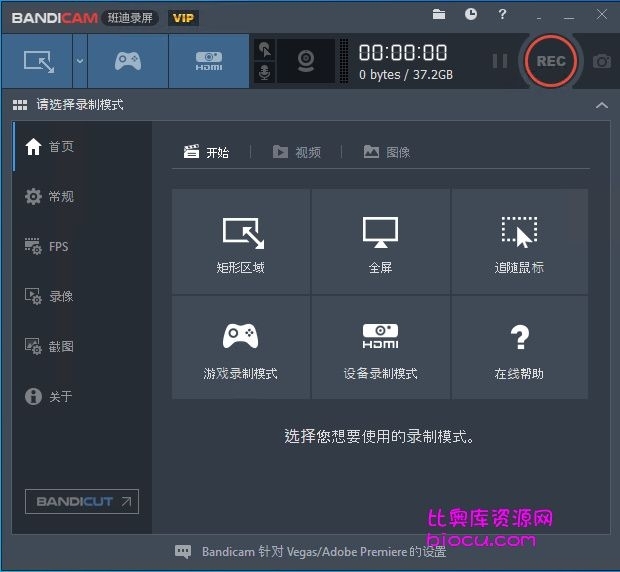 BANDICAM 班迪录屏 VIP
?
HDMI
00:00:00
0 bytes / 37.2GB
REC
请选择录制模式
首页
常规
FPS
录像
截图
关于
BANDICUT
开始 视频 图像
矩形区域 全屏 追随鼠标
HDMI ?
游戏录制模式 设备录制模式 在线帮助
选择您想要使用的录制模式。
比奥库资源网
biocu.com
Bandicam 针对 Vegas/Adobe Premiere 的设置